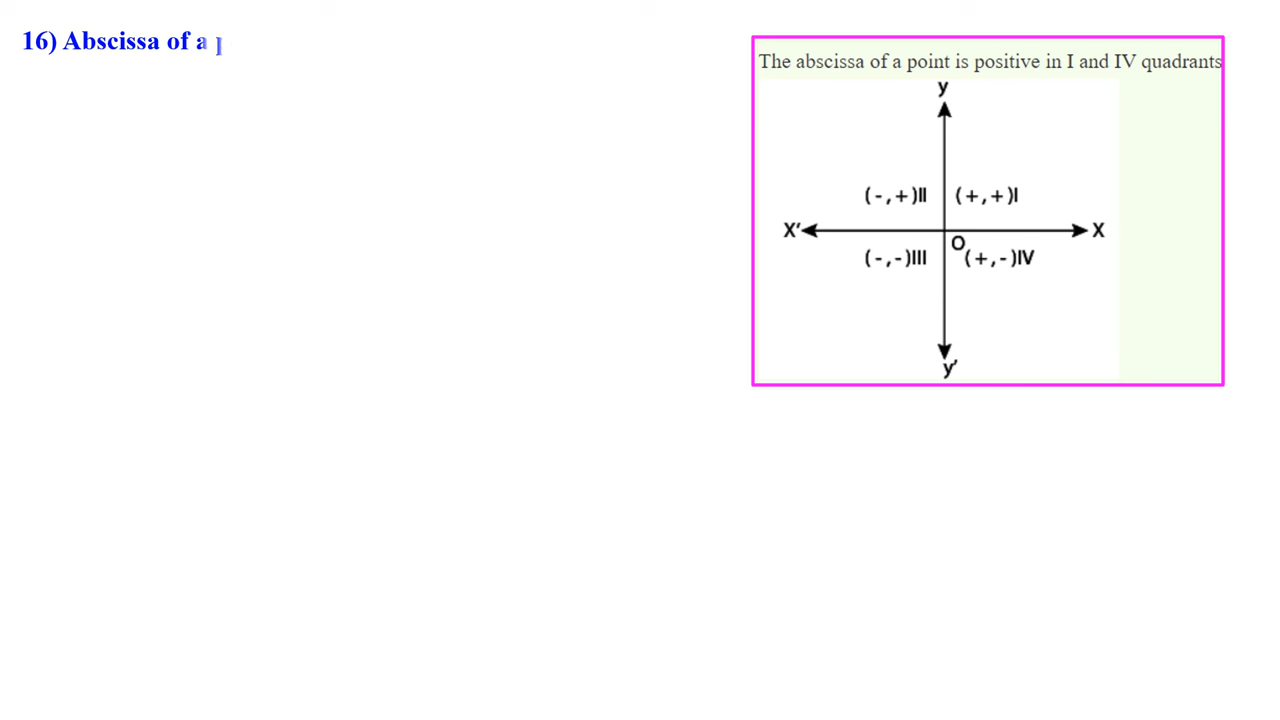 16) Abscissa of a
The abscissa of a point is positive in I and IV quadrants
y
(-,+)II (+,+)I
X' X
O
(-,-)III (+,-)IV
y'